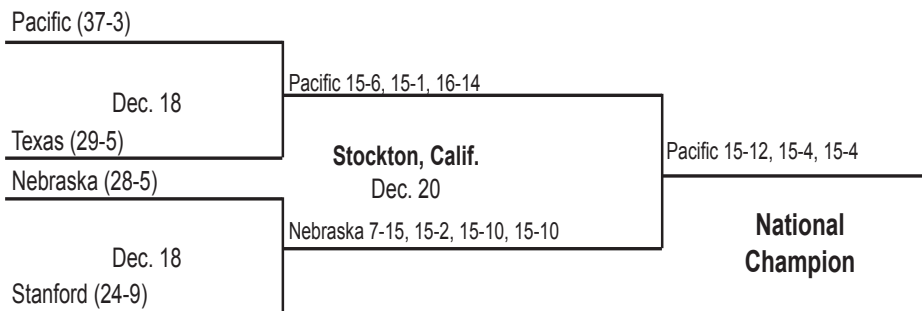 Pacific (37-3)
Pacific 15-6, 15-1, 16-14
Dec. 18
Texas (29-5)
Stockton, Calif.
Dec. 20
Pacific 15-12, 15-4, 15-4
Nebraska (28-5)
Nebraska 7-15, 15-2, 15-10, 15-10
National
Champion
Dec. 18
Stanford (24-9)